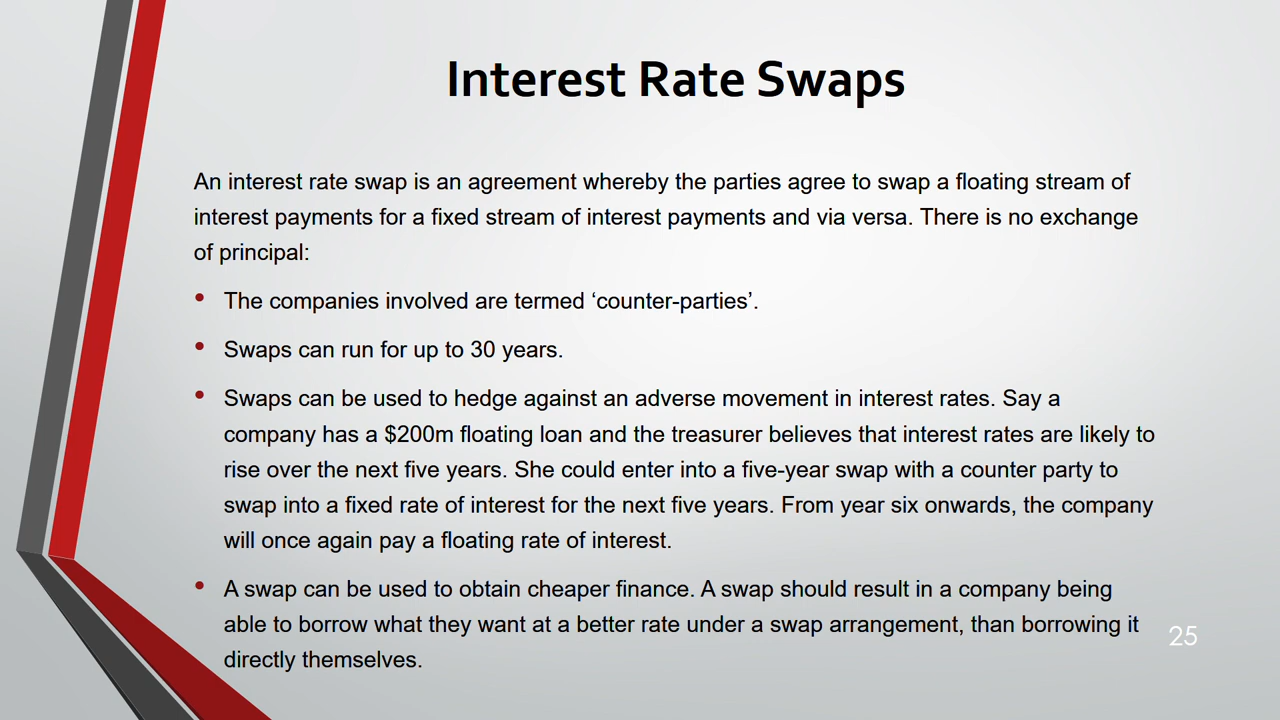 Interest Rate Swaps
An interest rate swap is an agreement whereby the parties agree to swap a floating stream of
interest payments for a fixed stream of interest payments and via versa. There is no exchange
of principal:
• The companies involved are termed ‘counter-parties’.
• Swaps can run for up to 30 years.
• Swaps can be used to hedge against an adverse movement in interest rates. Say a
company has a $200m floating loan and the treasurer believes that interest rates are likely to
rise over the next five years. She could enter into a five-year swap with a counter party to
swap into a fixed rate of interest for the next five years. From year six onwards, the company
will once again pay a floating rate of interest.
• A swap can be used to obtain cheaper finance. A swap should result in a company being
able to borrow what they want at a better rate under a swap arrangement, than borrowing it
directly themselves.
25